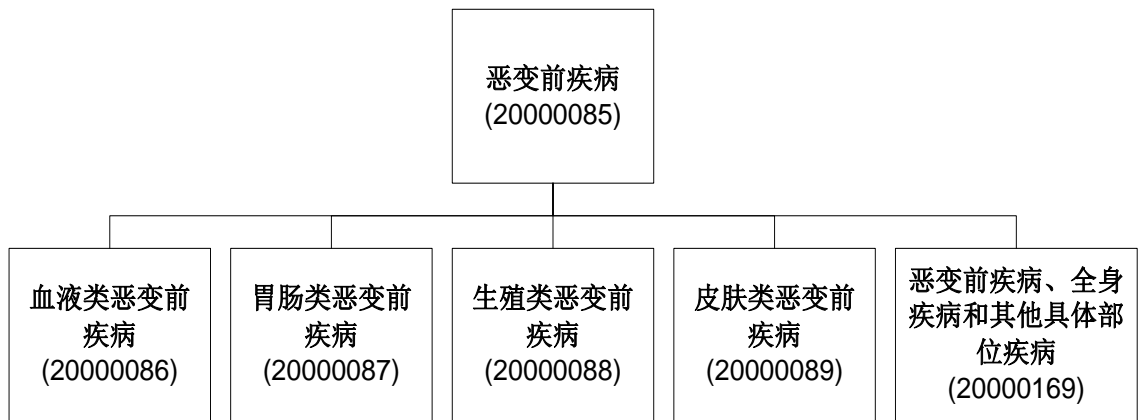 恶变前疾病
(20000085)
血液类恶变前
疾病
(20000086)
胃肠类恶变前
疾病
(20000087)
生殖类恶变前
疾病
(20000088)
皮肤类恶变前
疾病
(20000089)
恶变前疾病、全身
疾病和其他具体部
位疾病
(20000169)